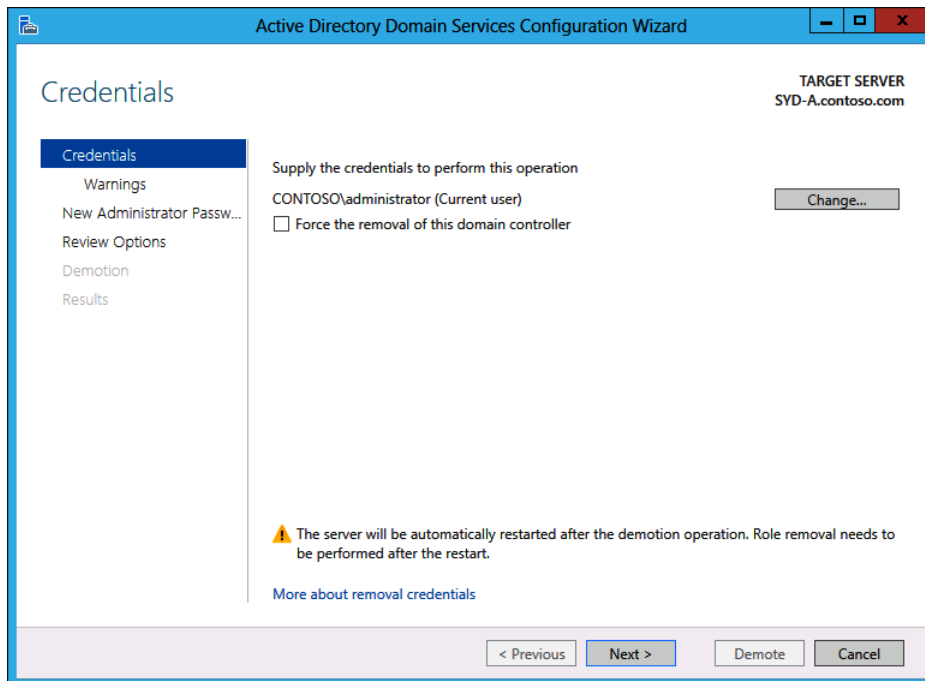 Active Directory Domain Services Configuration Wizard
Credentials
TARGET SERVER
SYD-A.contoso.com
Credentials
Warnings
New Administrator Passw...
Review Options
Demotion
Results
Supply the credentials to perform this operation
CONTOSO\administrator (Current user)
Change...
Force the removal of this domain controller
The server will be automatically restarted after the demotion operation. Role removal needs to
be performed after the restart.
More about removal credentials
< Previous
Next >
Demote
Cancel